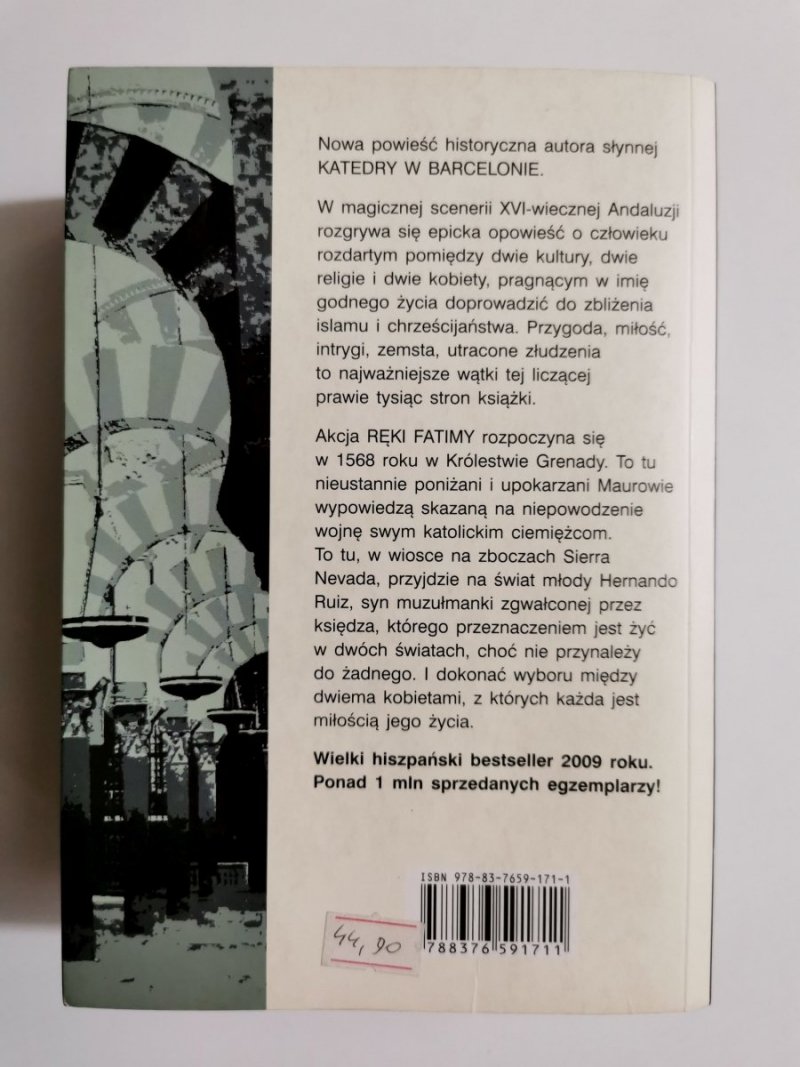 Nowa powieść historyczna autora słynnej
KATEDRY W BARCELONIE.
W magicznej scenerii XVI-wiecznej Andaluzji
rozgrywa się epicka opowieść o człowieku
rozdartym pomiędzy dwie kultury, dwie
religie i dwie kobiety, pragnącym w imię
godnego życia doprowadzić do zbliżenia
islamu i chrześcijaństwa. Przygoda, miłość,
intrygi, zemsta, utracone złudzenia
to najważniejsze wątki tej liczącej
prawie tysiąc stron książki.
Akcja RĘKI FATIMY rozpoczyna się
w 1568 roku w Królestwie Grenady. To tu
nieustannie poniżani i upokarzani Maurowie
wypowiedzą skazaną na niepowodzenie
wojnę swym katolickim ciemiężcom.
To tu, w wiosce na zboczach Sierra
Nevada, przyjdzie na świat młody Hernando
Ruiz, syn muzułmanki zgwałconej przez
księdza, którego przeznaczeniem jest żyć
w dwóch światach, choć nie przynależy
do żadnego. I dokonać wyboru między
dwiema kobietami, z których każda jest
miłością jego życia.
Wielki hiszpański bestseller 2009 roku.
Ponad 1 mln sprzedanych egzemplarzy!
ISBN 978-83-7659-171-1
44,90
788376 591711